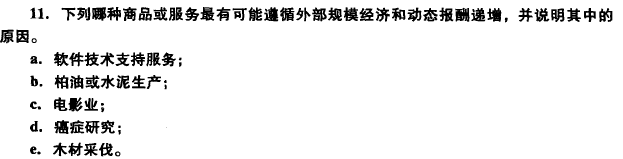 11. 下列哪种商品或服务最有可能遵循外部规模经济和动态报酬递增，并说明其中的
原因。
a. 软件技术支持服务；
b. 柏油或水泥生产；
c. 电影业；
d. 癌症研究；
e. 木材采伐。